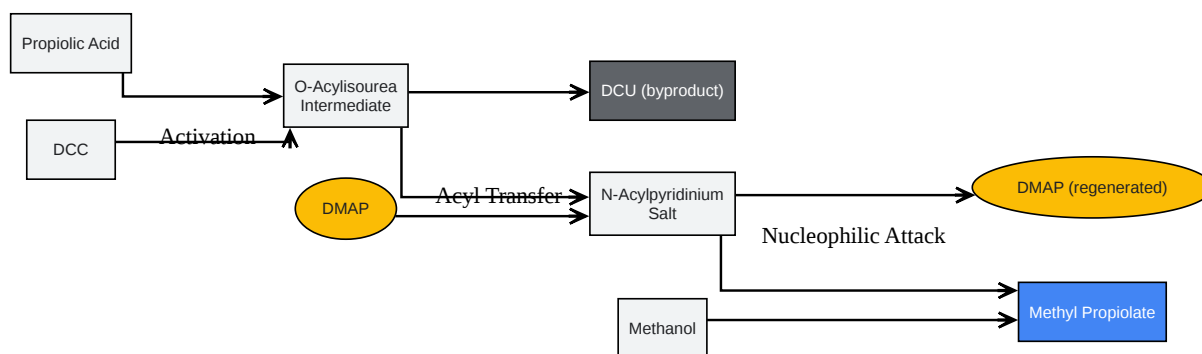 Propiolic Acid
O-Acylisourea
Intermediate
DCU (byproduct)
Activation
DCC
DMAP
Acyl Transfer
N-Acylpyridinium
Salt
DMAP (regenerated)
Nucleophilic Attack
Methanol
Methyl Propiolate